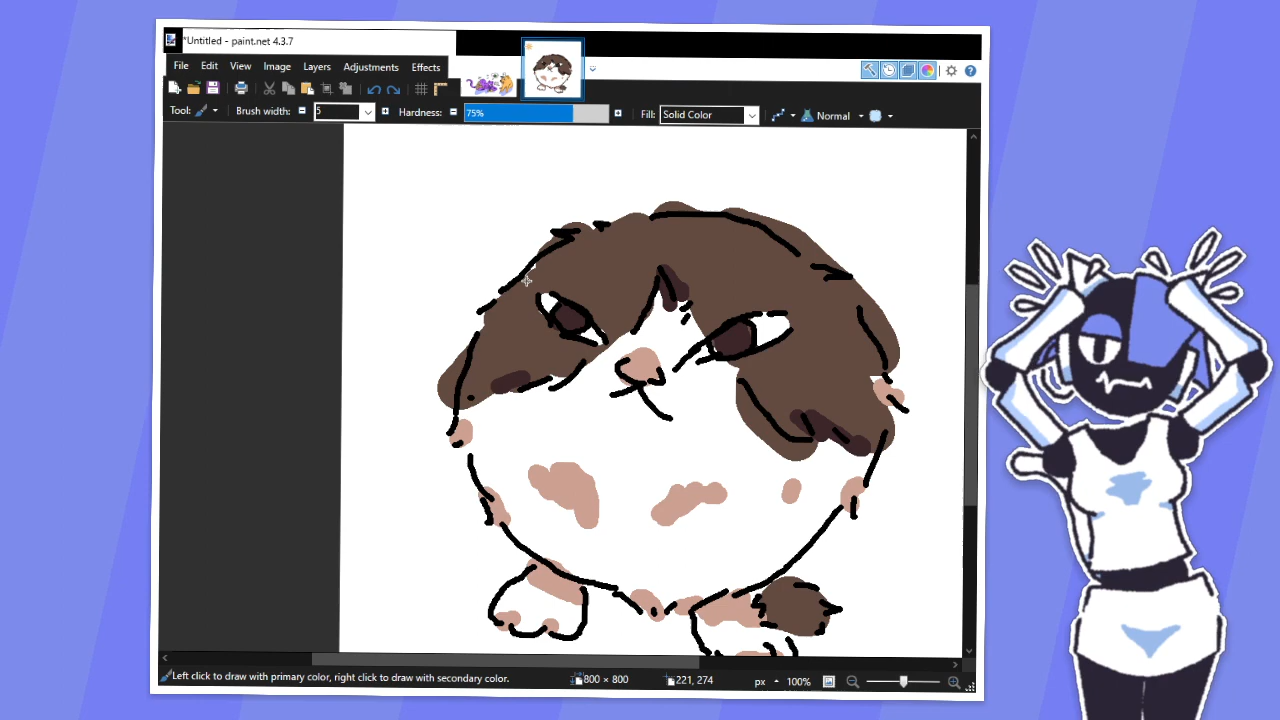 *Untitled - paint.net 4.3.7
File Edit View Image Layers Adjustments Effects
Tool: Brush width: 5 Hardness: 75% Fill: Solid Color Normal
Left click to draw with primary color, right click to draw with secondary color. 800 × 800 221, 274 px 100%